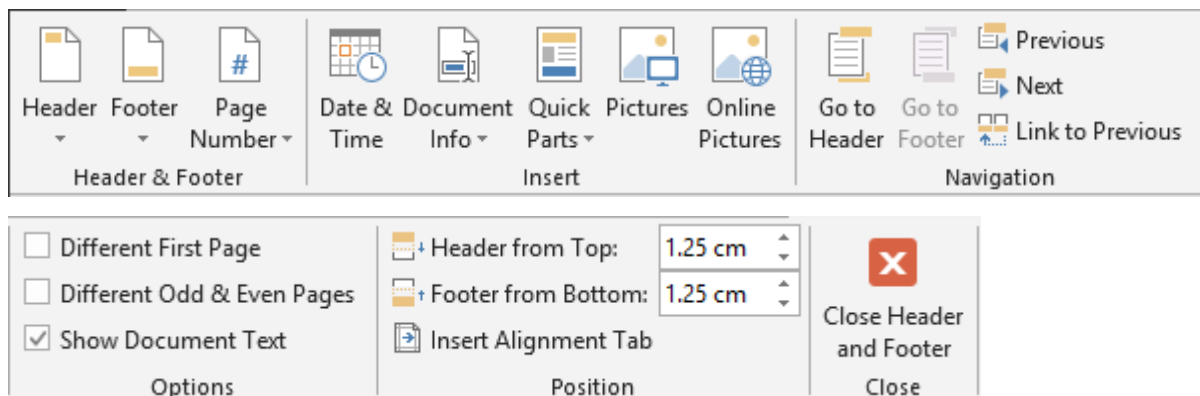 Header
Footer
Page
Number
Header & Footer
Date &
Time
Document
Info
Quick
Parts
Pictures
Online
Pictures
Insert
Go to
Header
Go to
Footer
Previous
Next
Link to Previous
Navigation
Different First Page
Different Odd & Even Pages
Show Document Text
Options
Header from Top: 1.25 cm
Footer from Bottom: 1.25 cm
Insert Alignment Tab
Position
Close Header
and Footer
Close